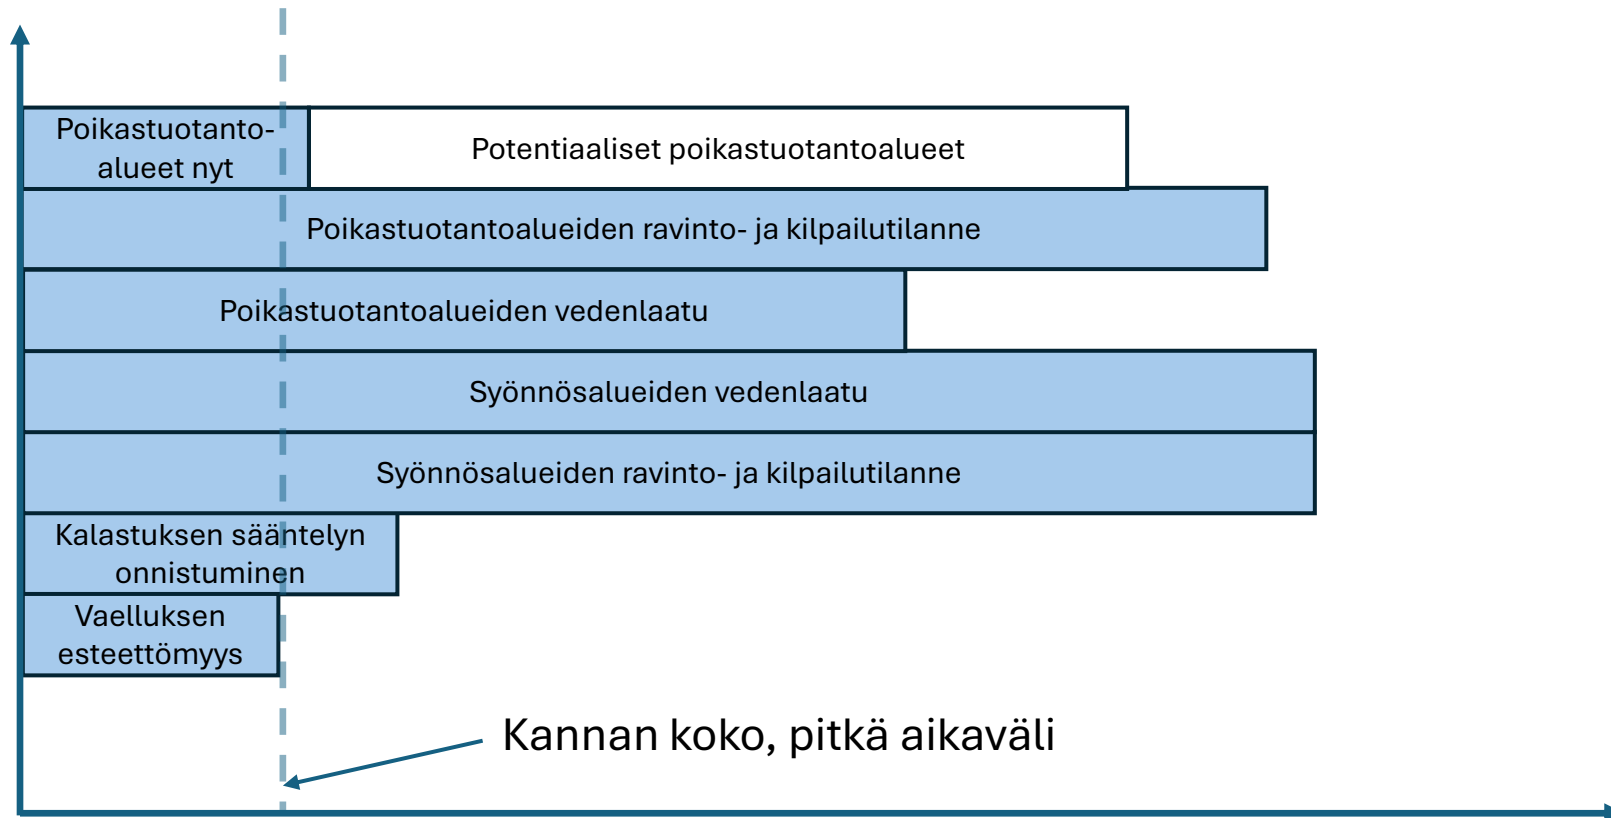 Poikastuotanto-
alueet nyt
Potentiaaliset poikastuotantoalueet
Poikastuotantoalueiden ravinto- ja kilpailutilanne
Poikastuotantoalueiden vedenlaatu
Syönnösalueiden vedenlaatu
Syönnösalueiden ravinto- ja kilpailutilanne
Kalastuksen sääntelyn
onnistuminen
Vaelluksen
esteettömyys
Kannan koko, pitkä aikaväli